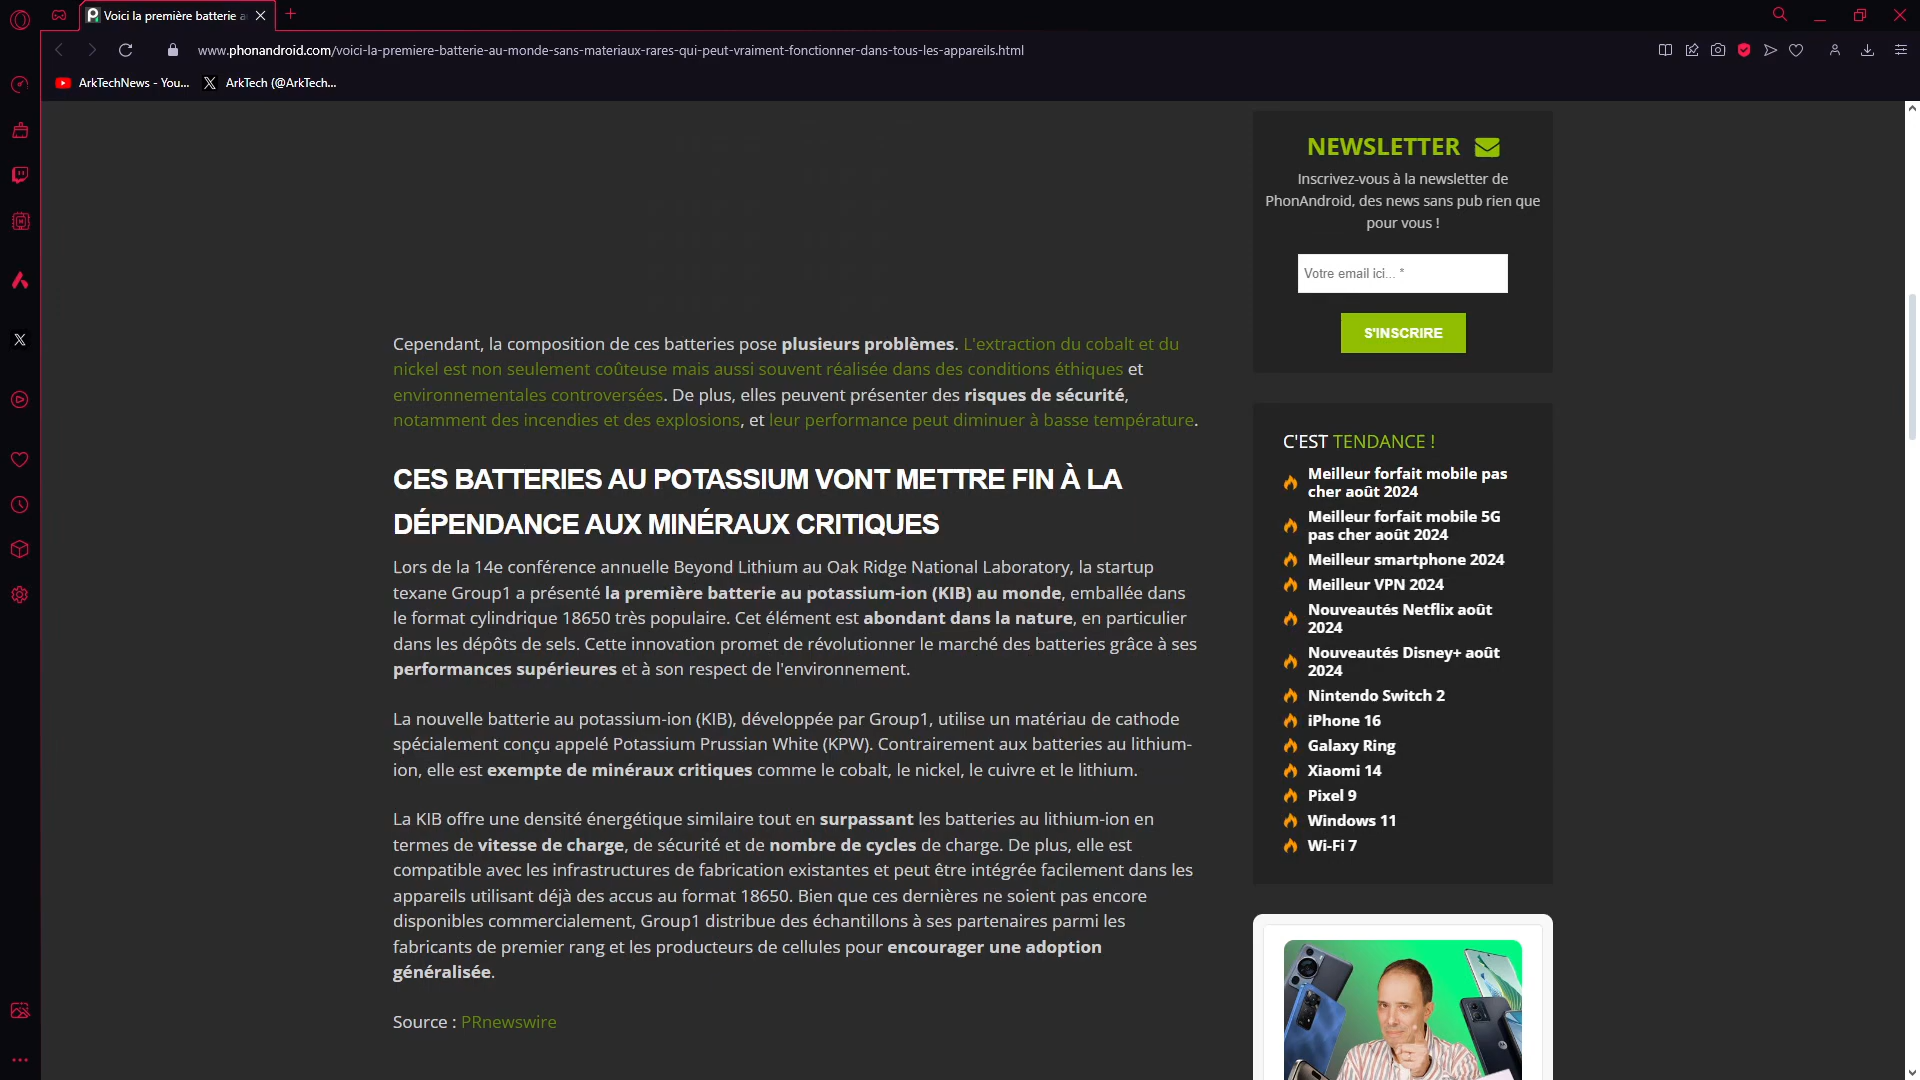 Voici la première batterie a
www.phonandroid.com/voici-la-premiere-batterie-au-monde-sans-materiaux-rares-qui-peut-vraiment-fonctionner-dans-tous-les-appareils.html
ArkTechNews - You...
ArkTech (@ArkTech...
Cependant, la composition de ces batteries pose plusieurs problèmes. L'extraction du cobalt et du
nickel est non seulement coûteuse mais aussi souvent réalisée dans des conditions éthiques et
environnementales controversées. De plus, elles peuvent présenter des risques de sécurité,
notamment des incendies et des explosions, et leur performance peut diminuer à basse température.
CES BATTERIES AU POTASSIUM VONT METTRE FIN À LA
DÉPENDANCE AUX MINÉRAUX CRITIQUES
Lors de la 14e conférence annuelle Beyond Lithium au Oak Ridge National Laboratory, la startup
texane Group1 a présenté la première batterie au potassium-ion (KIB) au monde, emballée dans
le format cylindrique 18650 très populaire. Cet élément est abondant dans la nature, en particulier
dans les dépôts de sels. Cette innovation promet de révolutionner le marché des batteries grâce à ses
performances supérieures et à son respect de l'environnement.
La nouvelle batterie au potassium-ion (KIB), développée par Group1, utilise un matériau de cathode
spécialement conçu appelé Potassium Prussian White (KPW). Contrairement aux batteries au lithium-
ion, elle est exempte de minéraux critiques comme le cobalt, le nickel, le cuivre et le lithium.
La KIB offre une densité énergétique similaire tout en surpassant les batteries au lithium-ion en
termes de vitesse de charge, de sécurité et de nombre de cycles de charge. De plus, elle est
compatible avec les infrastructures de fabrication existantes et peut être intégrée facilement dans les
appareils utilisant déjà des accus au format 18650. Bien que ces dernières ne soient pas encore
disponibles commercialement, Group1 distribue des échantillons à ses partenaires parmi les
fabricants de premier rang et les producteurs de cellules pour encourager une adoption
généralisée.
Source : PRnewswire
NEWSLETTER
Inscrivez-vous à la newsletter de
PhonAndroid, des news sans pub rien que
pour vous !
Votre email ici... *
S'INSCRIRE
C'EST TENDANCE !
Meilleur forfait mobile pas
cher août 2024
Meilleur forfait mobile 5G
pas cher août 2024
Meilleur smartphone 2024
Meilleur VPN 2024
Nouveautés Netflix août
2024
Nouveautés Disney+ août
2024
Nintendo Switch 2
iPhone 16
Galaxy Ring
Xiaomi 14
Pixel 9
Windows 11
Wi-Fi 7